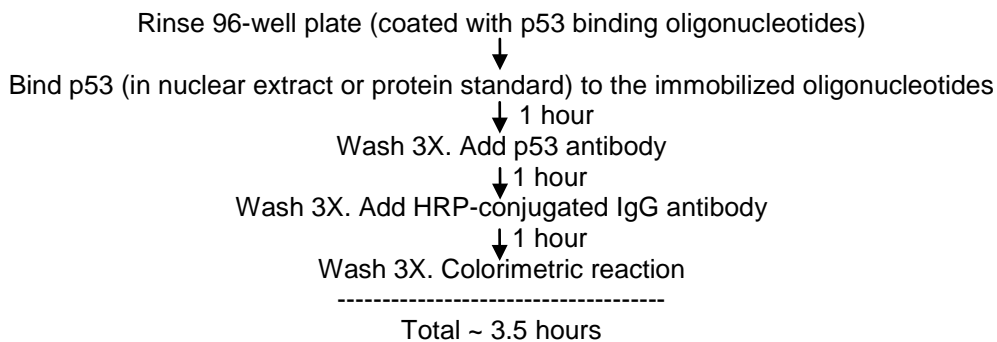 Rinse 96-well plate (coated with p53 binding oligonucleotides)
Bind p53 (in nuclear extract or protein standard) to the immobilized oligonucleotides
1 hour
Wash 3X. Add p53 antibody
1 hour
Wash 3X. Add HRP-conjugated IgG antibody
1 hour
Wash 3X. Colorimetric reaction
-------------------------------------
Total ~ 3.5 hours